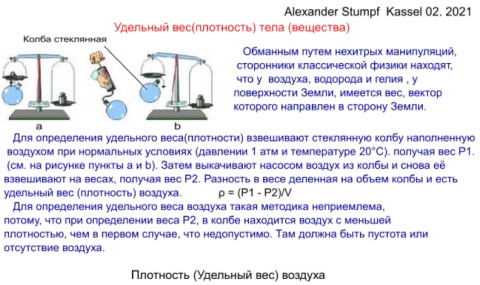 Alexander Stumpf Kassel 02. 2021
Удельный вес(плотность) тела (вещества)
Колба стеклянная
a
b
Обманным путем нехитрых манипуляций,
сторонники классической физики находят,
что у воздуха, водорода и гелия , у
поверхности Земли, имеется вес, вектор
которого направлен в сторону Земли.
Для определения удельного веса(плотности) взвешивают стеклянную колбу наполненную
воздухом при нормальных условиях (давлении 1 атм и температуре 20°С). получая вес Р1.
(см. на рисунке пункты a и b). Затем выкачивают насосом воздух из колбы и снова её
взвешивают на весах, получая вес Р2. Разность в весе деленная на объем колбы и есть
удельный вес (плотность) воздуха. ρ = (P1 - P2)/V
Для определения удельного веса воздуха такая методика неприемлема,
потому, что при определении веса Р2, в колбе находится воздух с меньшей
плотностью, чем в первом случае, что недопустимо. Там должна быть пустота или
отсутствие воздуха.
Плотность (Удельный вес) воздуха